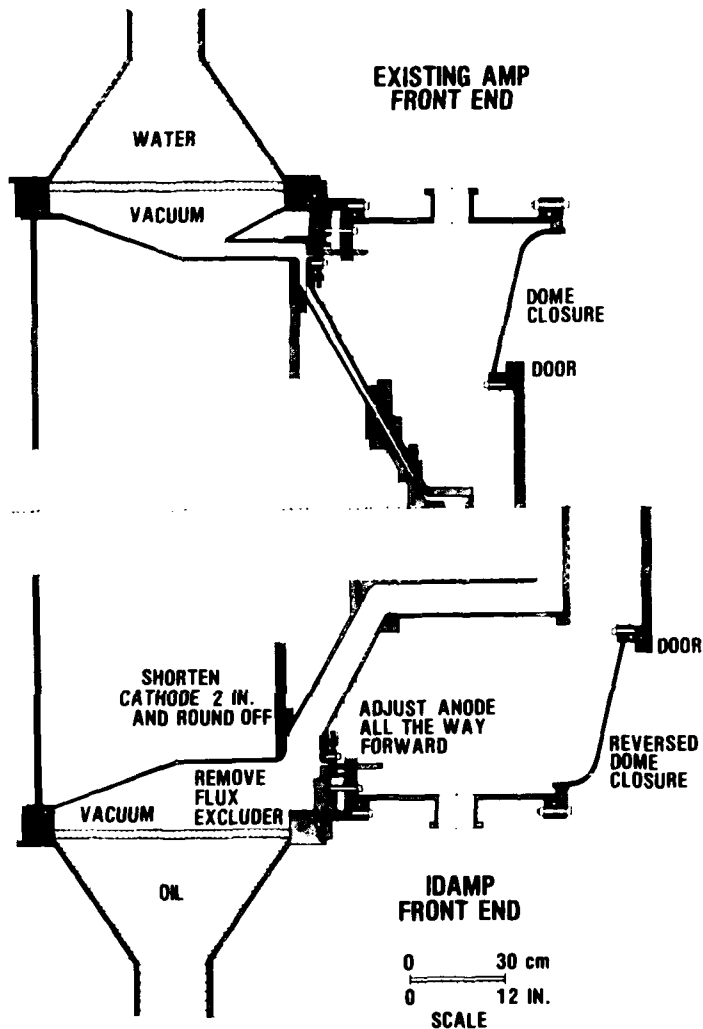 EXISTING AMP
FRONT END
WATER
VACUUM
DOME
CLOSURE
DOOR
SHORTEN
CATHODE 2 IN.
AND ROUND OFF
DOOR
ADJUST ANODE
ALL THE WAY
FORWARD
REVERSED
DOME
CLOSURE
REMOVE
FLUX
EXCLUDER
VACUUM
OIL
IDAMP
FRONT END
0 30 cm
0 12 IN.
SCALE